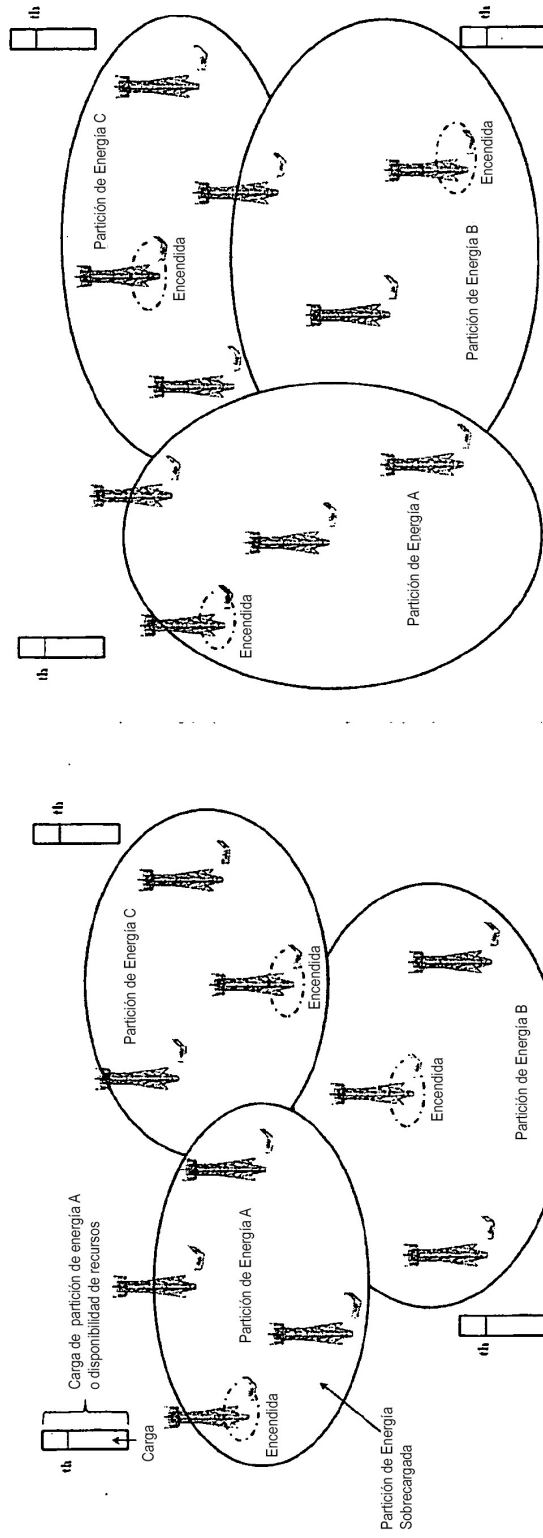 th
Carga de partición de energía A
o disponibilidad de recursos
Carga
Encendida
Partición de Energía A
Partición de Energía
Sobrecargada
th
Partición de Energía C
Encendida
Encendida
Partición de Energía B
th
th
Encendida
Partición de Energía A
th
Partición de Energía C
Encendida
Encendida
Partición de Energía B
th